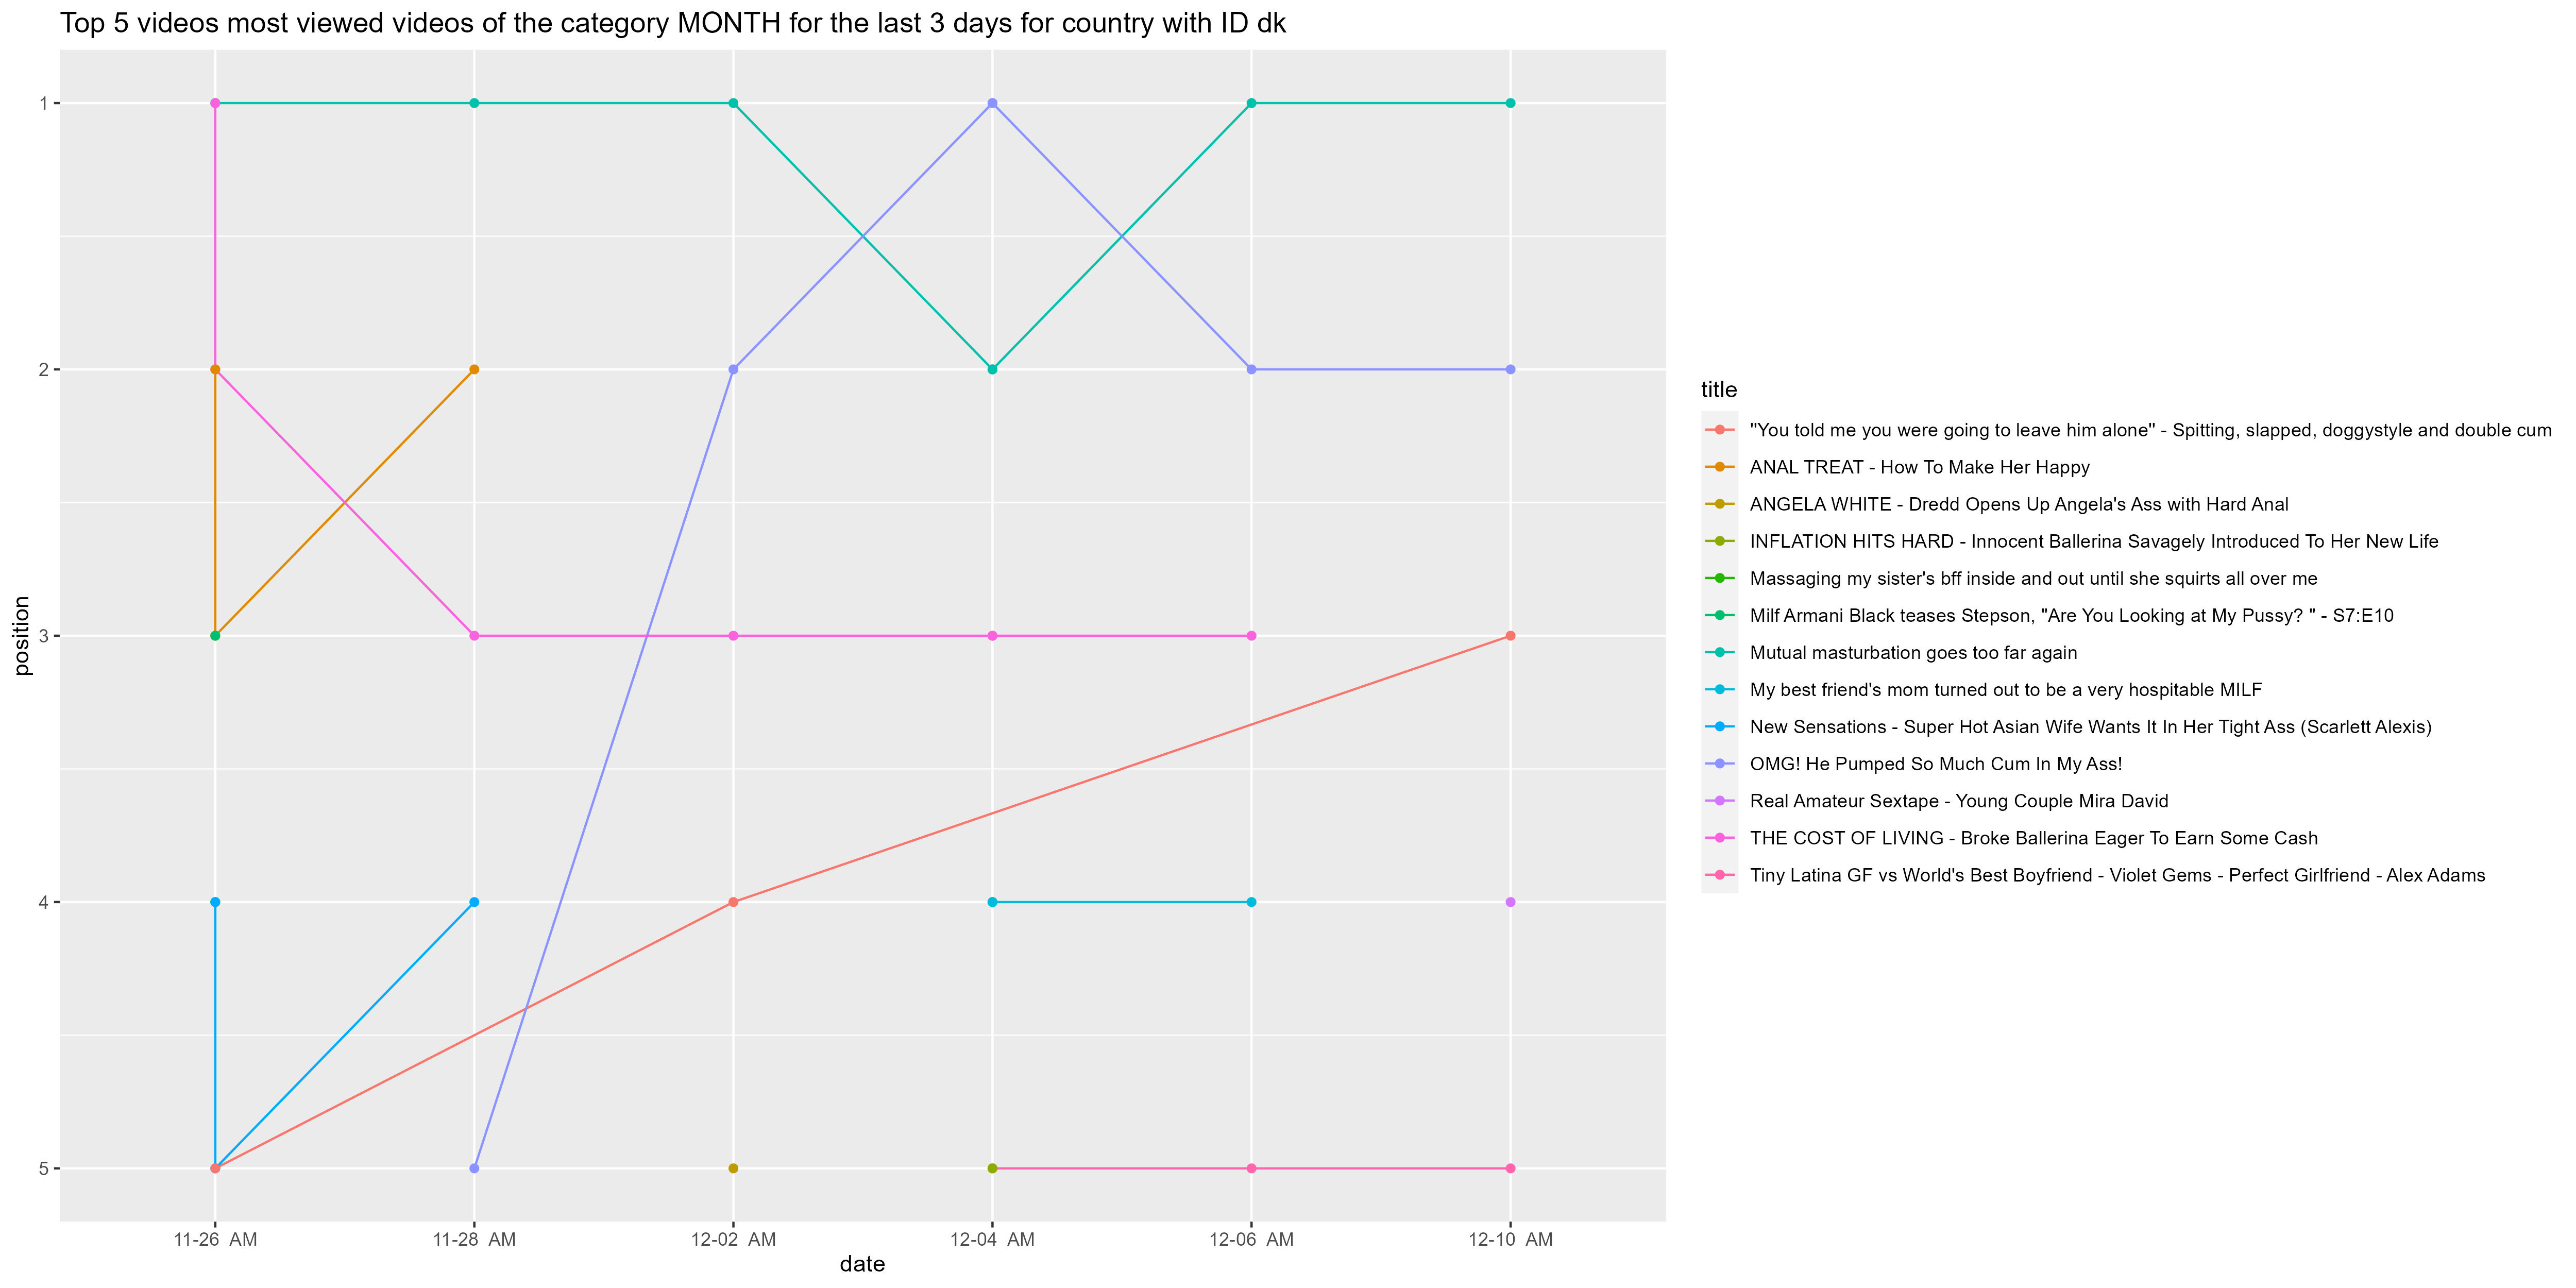 Top 5 videos most viewed videos of the category MONTH for the last 3 days for country with ID dk
position
1
2
3
4
5
11-26 AM
11-28 AM
12-02 AM
12-04 AM
12-06 AM
12-10 AM
date
title
"You told me you were going to leave him alone" - Spitting, slapped, doggystyle and double cum
ANAL TREAT - How To Make Her Happy
ANGELA WHITE - Dredd Opens Up Angela's Ass with Hard Anal
INFLATION HITS HARD - Innocent Ballerina Savagely Introduced To Her New Life
Massaging my sister's bff inside and out until she squirts all over me
Milf Armani Black teases Stepson, "Are You Looking at My Pussy? " - S7:E10
Mutual masturbation goes too far again
My best friend's mom turned out to be a very hospitable MILF
New Sensations - Super Hot Asian Wife Wants It In Her Tight Ass (Scarlett Alexis)
OMG! He Pumped So Much Cum In My Ass!
Real Amateur Sextape - Young Couple Mira David
THE COST OF LIVING - Broke Ballerina Eager To Earn Some Cash
Tiny Latina GF vs World's Best Boyfriend - Violet Gems - Perfect Girlfriend - Alex Adams